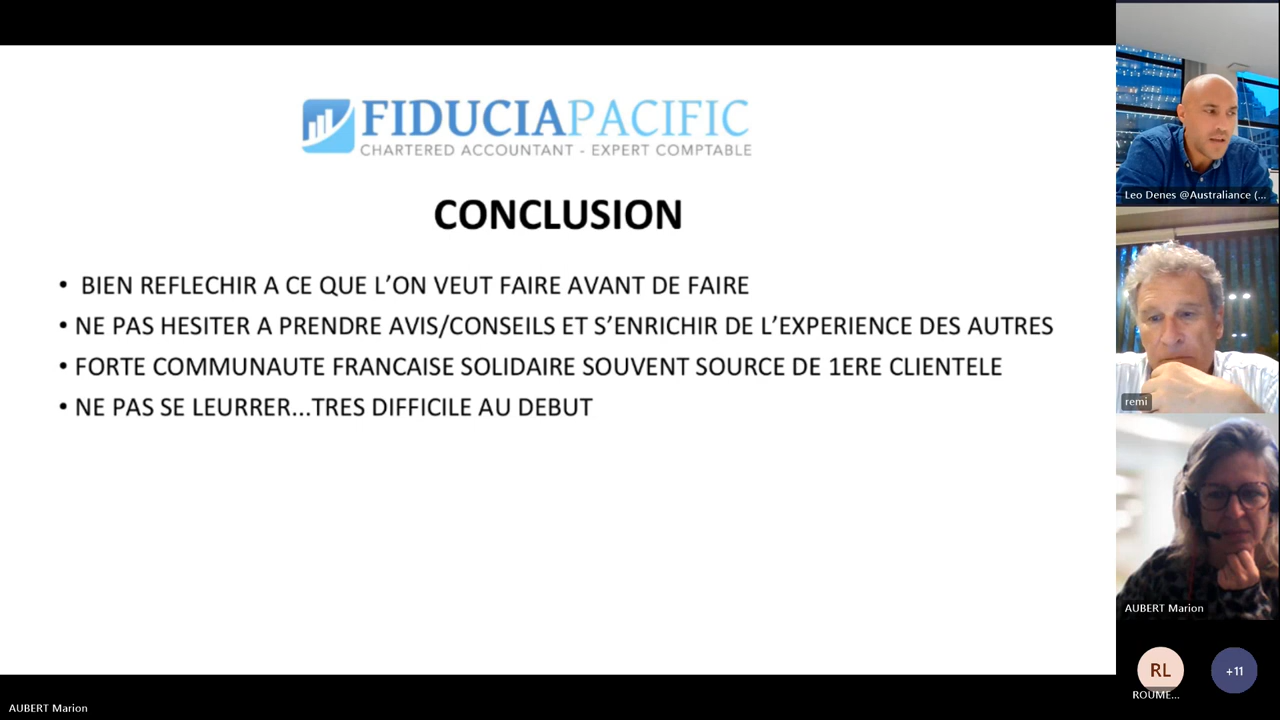 FIDUCIAPACIFIC
CHARTERED ACCOUNTANT - EXPERT COMPTABLE
CONCLUSION
• BIEN REFLECHIR A CE QUE L'ON VEUT FAIRE AVANT DE FAIRE
• NE PAS HESITER A PRENDRE AVIS/CONSEILS ET S'ENRICHIR DE L'EXPERIENCE DES AUTRES
• FORTE COMMUNAUTE FRANCAISE SOLIDAIRE SOUVENT SOURCE DE 1ERE CLIENTELE
• NE PAS SE LEURRER...TRES DIFFICILE AU DEBUT
Leo Denes @Australiance (...
remi
AUBERT Marion
RL
+11
ROUME...
AUBERT Marion